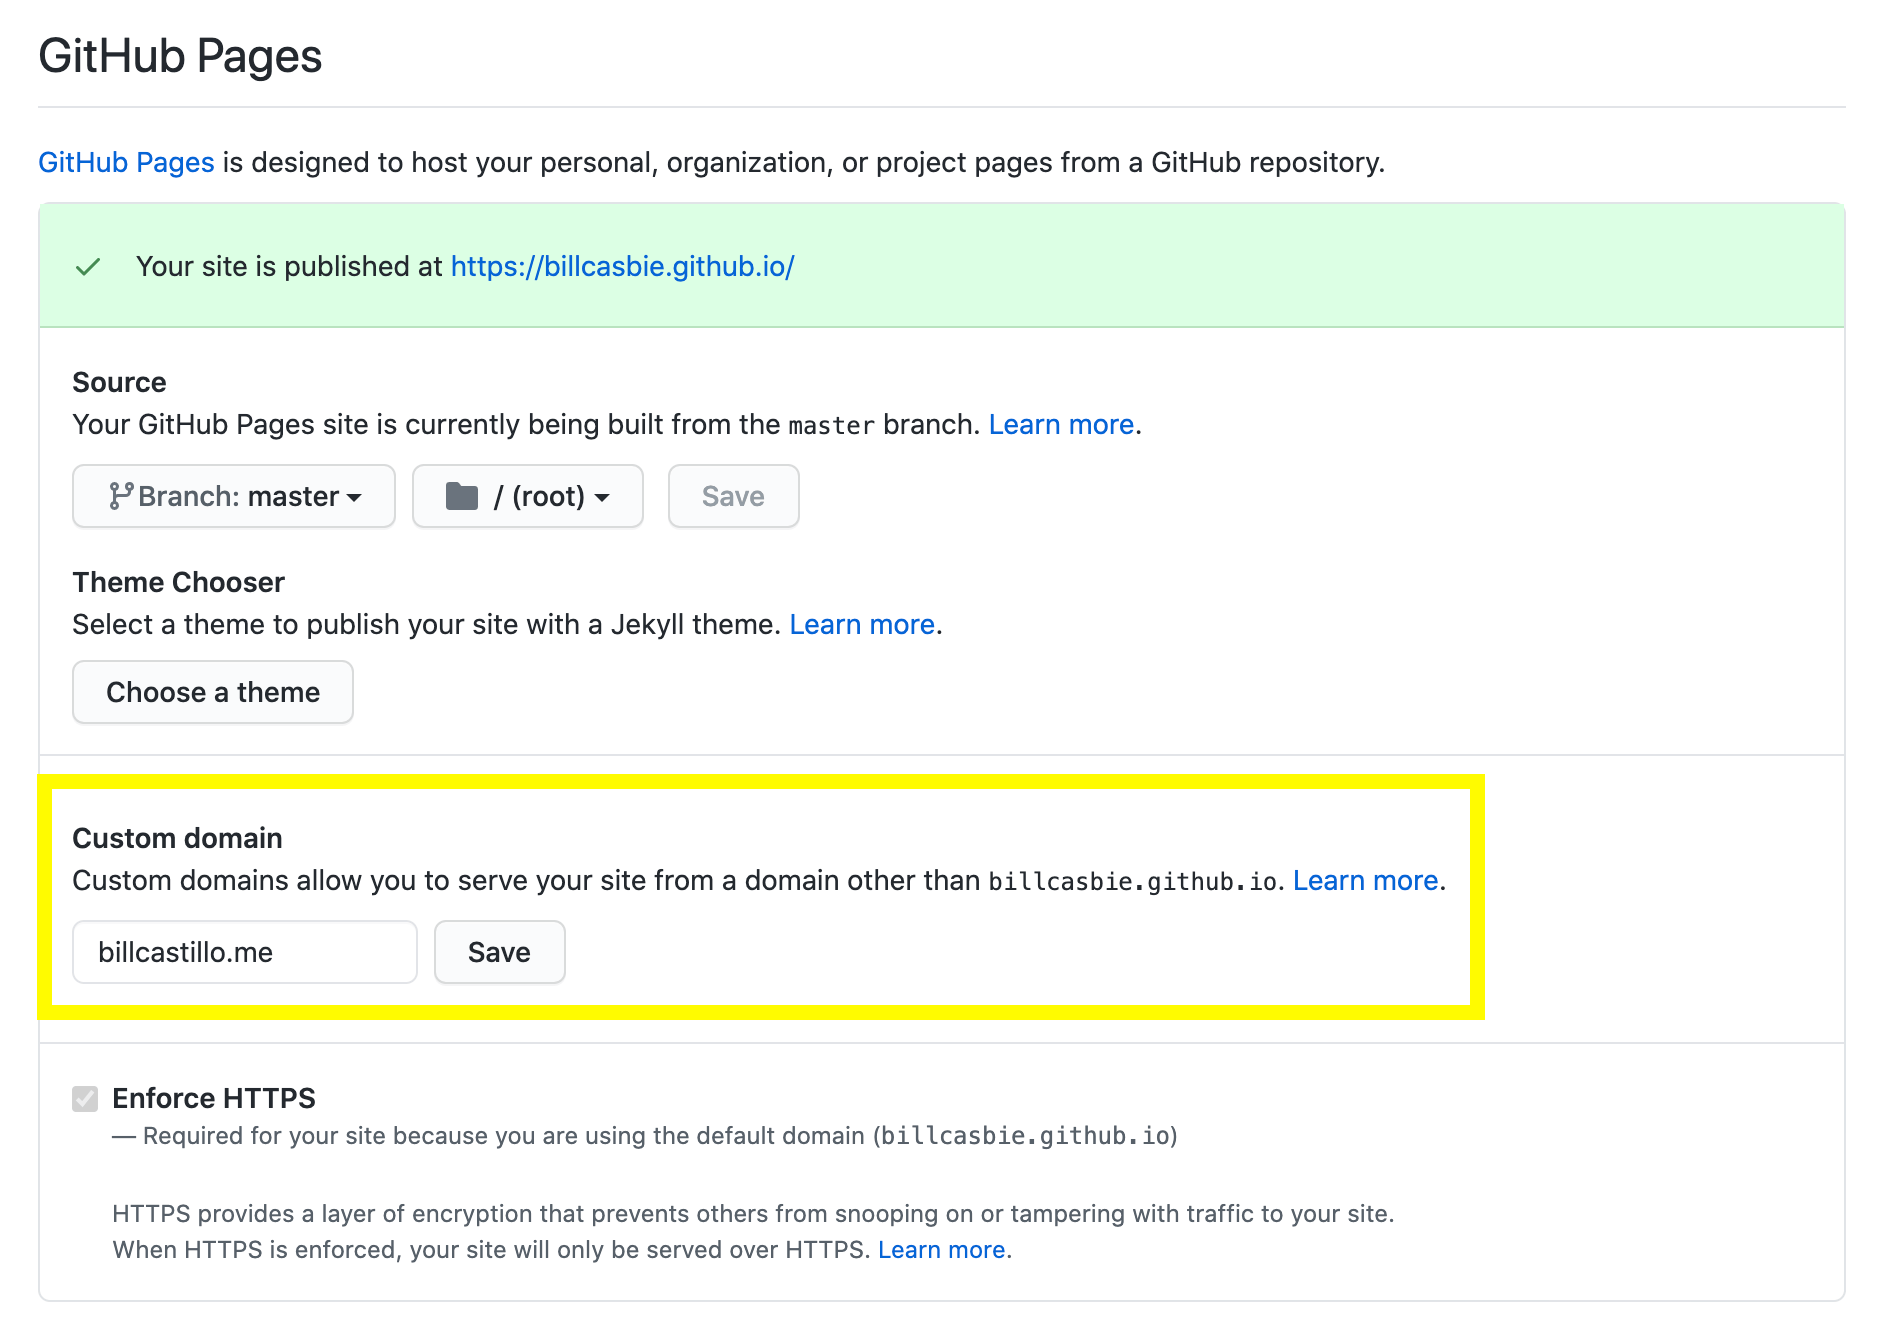 GitHub Pages
GitHub Pages is designed to host your personal, organization, or project pages from a GitHub repository.
Your site is published at https://billcasbie.github.io/
Source
Your GitHub Pages site is currently being built from the master branch. Learn more.
Branch: master / (root) Save
Theme Chooser
Select a theme to publish your site with a Jekyll theme. Learn more.
Choose a theme
Custom domain
Custom domains allow you to serve your site from a domain other than billcasbie.github.io. Learn more.
billcastillo.me Save
Enforce HTTPS
— Required for your site because you are using the default domain (billcasbie.github.io)
HTTPS provides a layer of encryption that prevents others from snooping on or tampering with traffic to your site.
When HTTPS is enforced, your site will only be served over HTTPS. Learn more.